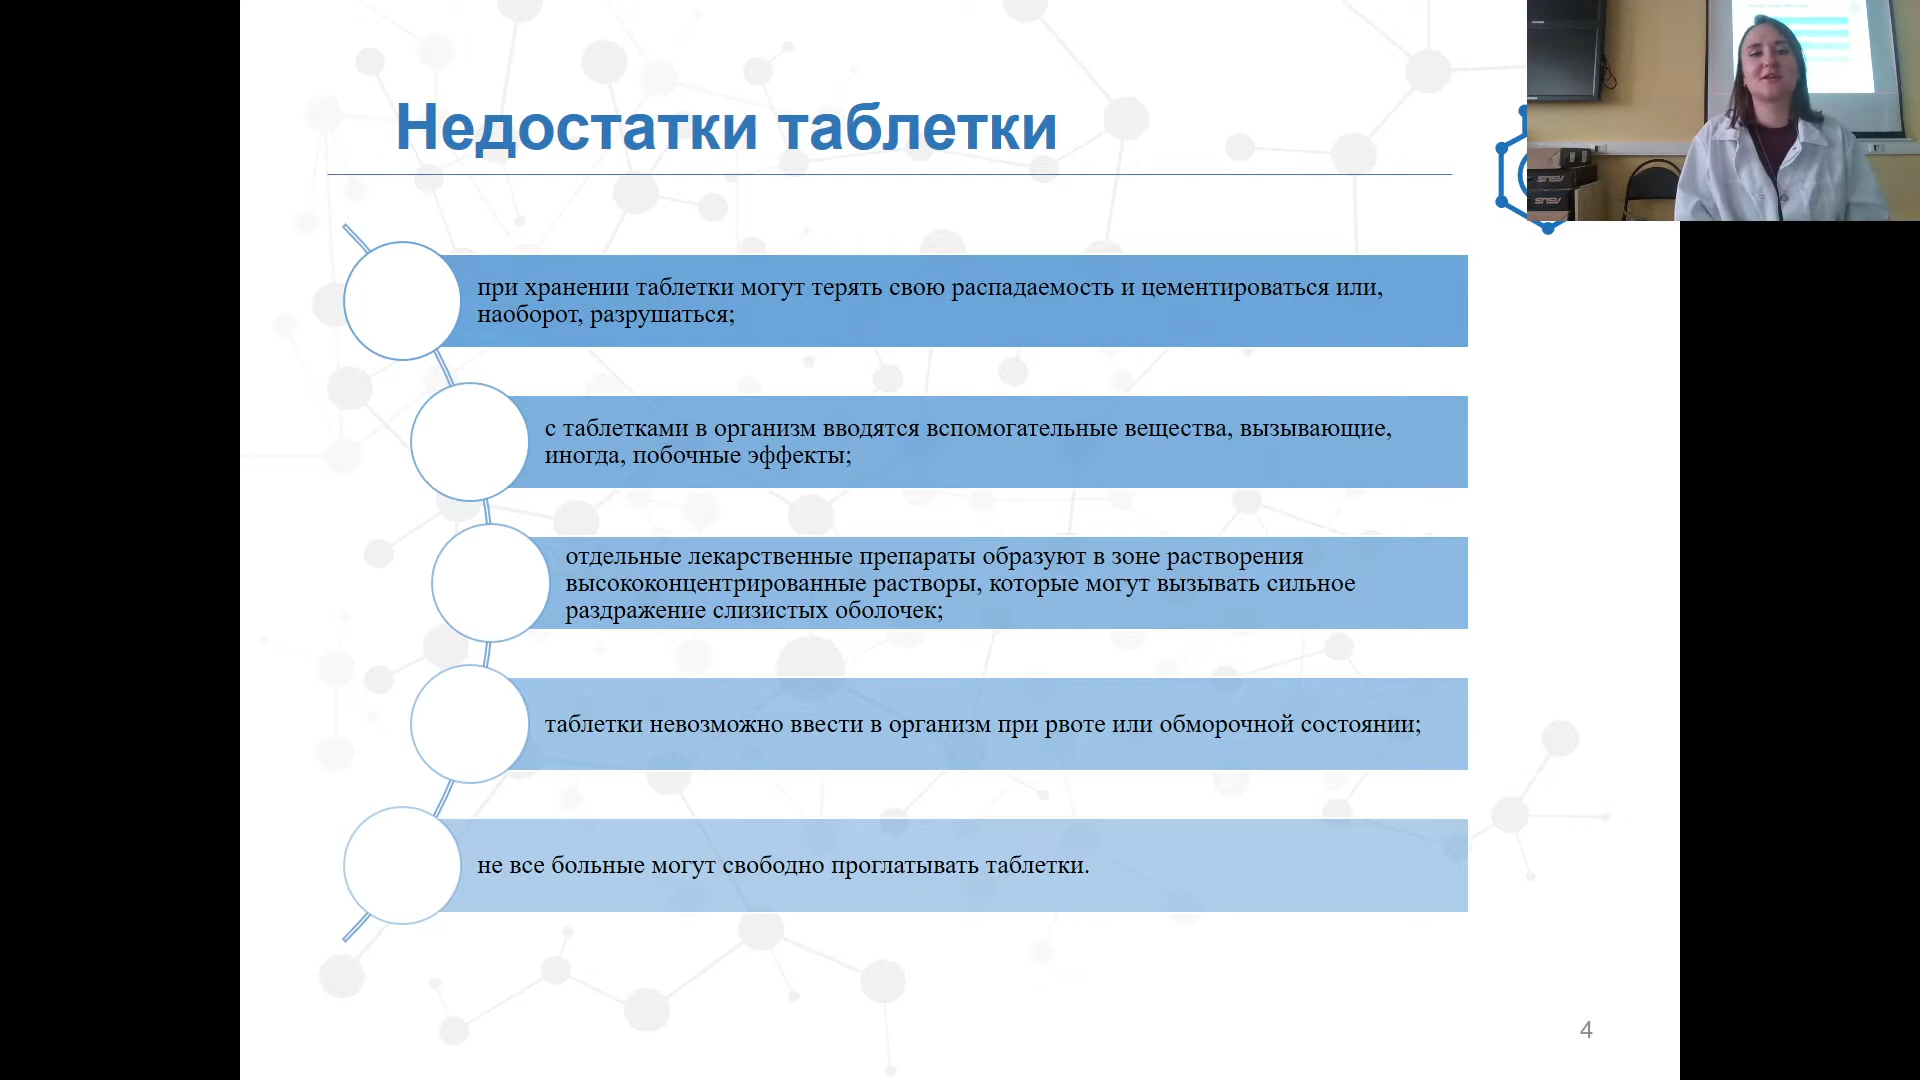 Недостатки таблетки
при хранении таблетки могут терять свою распадаемость и цементироваться или,
наоборот, разрушаться;
с таблетками в организм вводятся вспомогательные вещества, вызывающие,
иногда, побочные эффекты;
отдельные лекарственные препараты образуют в зоне растворения
высококонцентрированные растворы, которые могут вызывать сильное
раздражение слизистых оболочек;
таблетки невозможно ввести в организм при рвоте или обморочной состоянии;
не все больные могут свободно проглатывать таблетки.
4